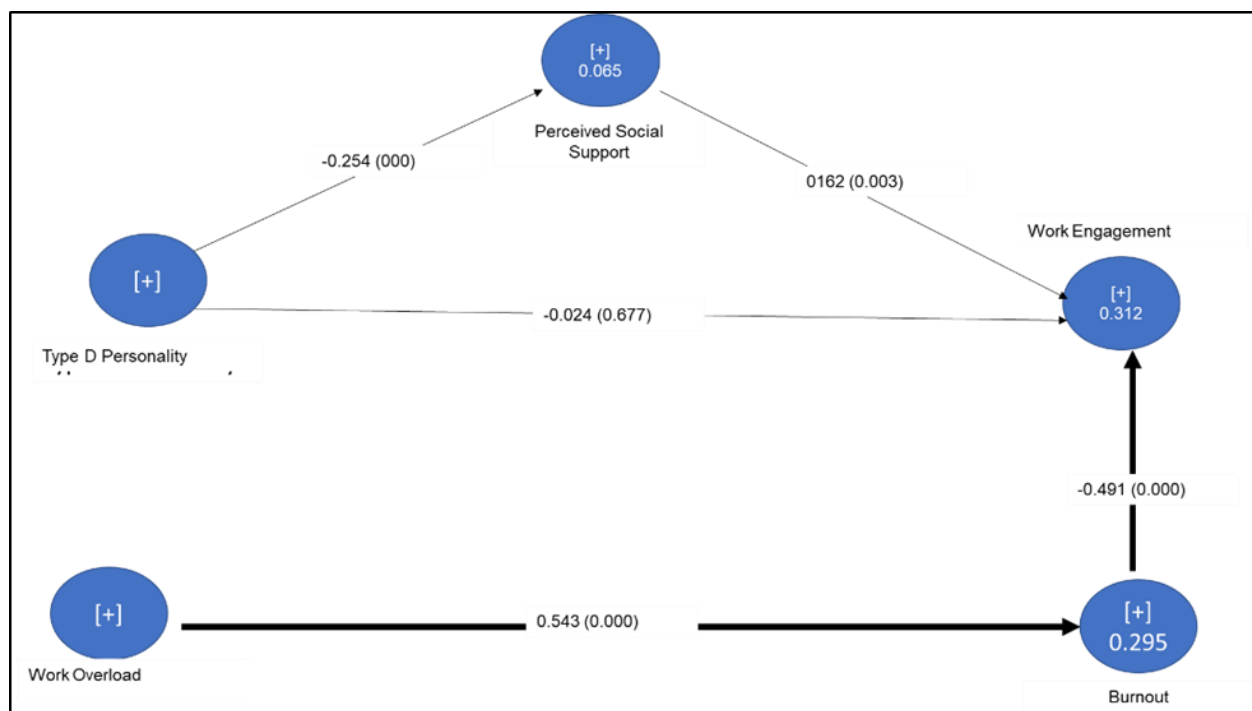 [+]
0.065
Perceived Social
Support
-0.254 (000)
0162 (0.003)
Work Engagement
[+]
0.312
[+]
-0.024 (0.677)
Type D Personality
-0.491 (0.000)
[+]
0.543 (0.000)
[+]
0.295
Work Overload
Burnout